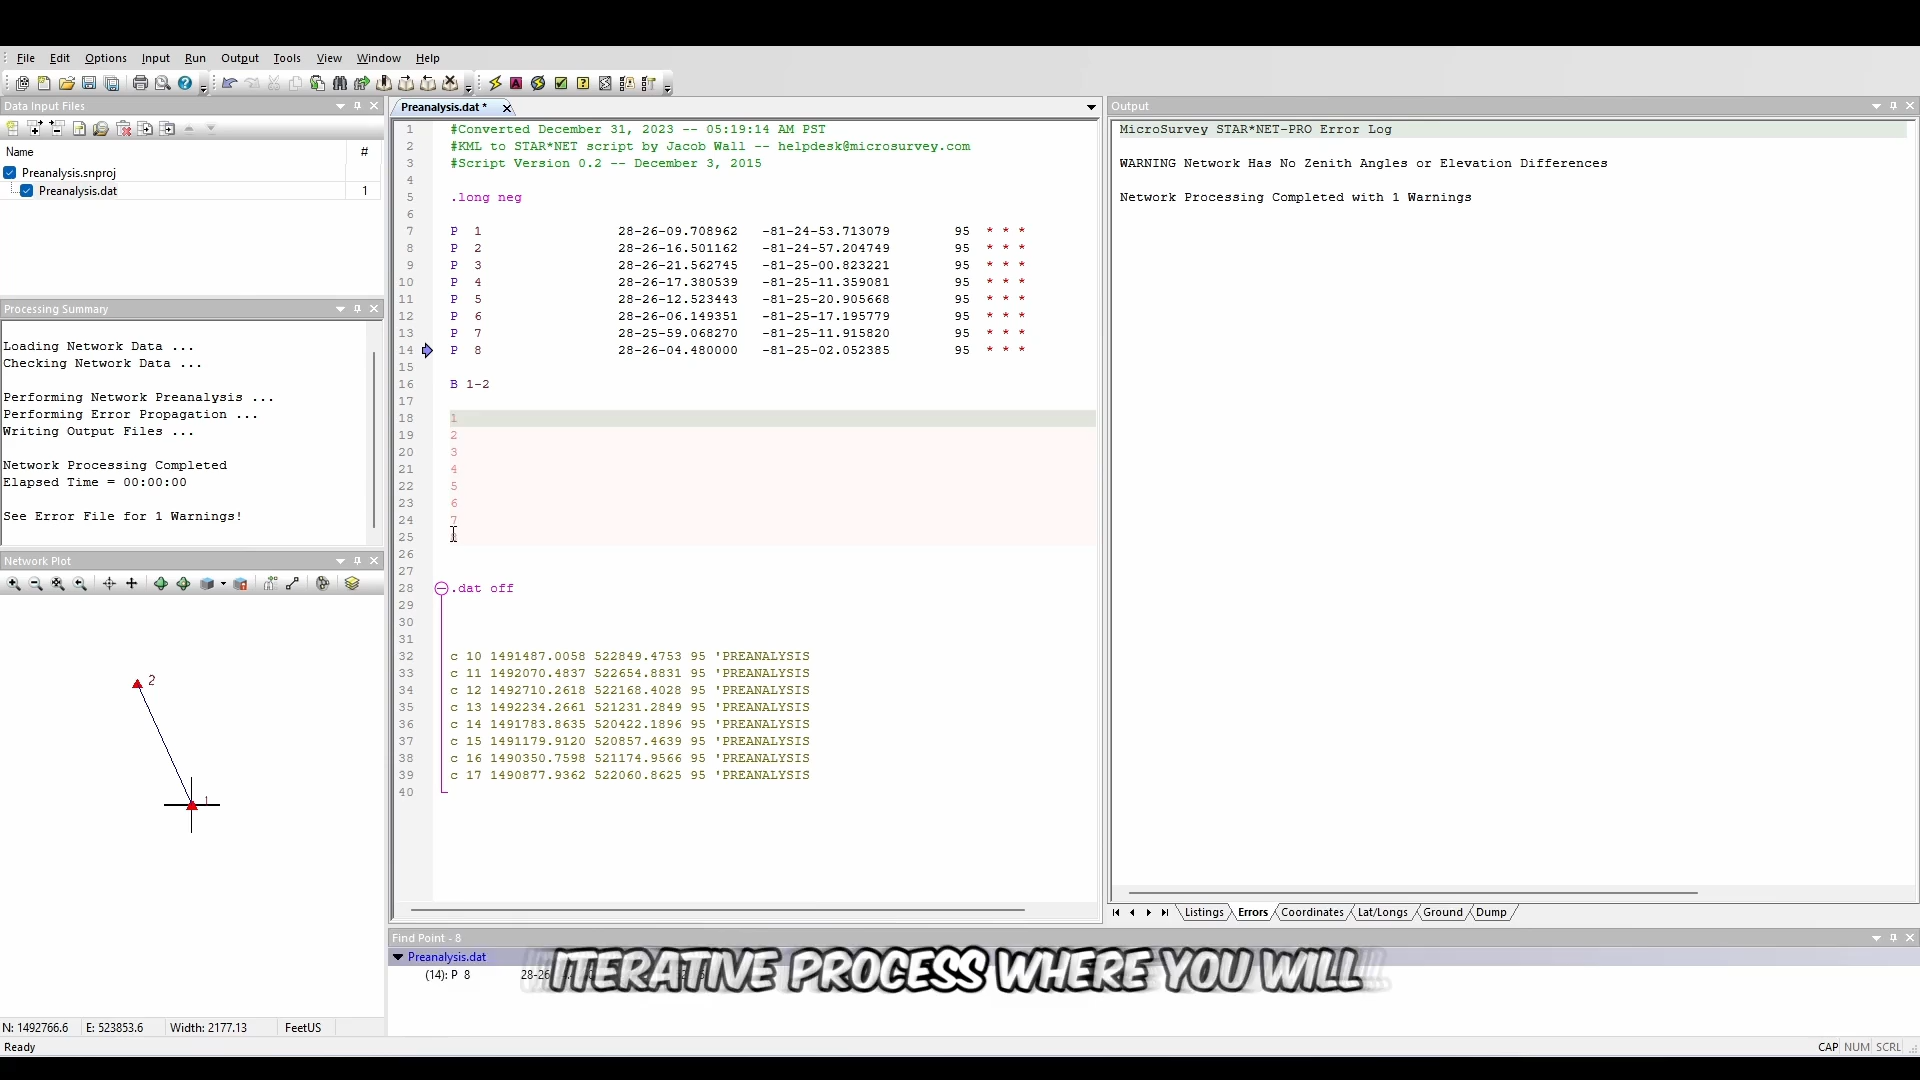 File Edit Options Input Run Output Tools View Window Help
Data Input Files
Name #
Preanalysis.snproj
Preanalysis.dat 1
Processing Summary
Loading Network Data ...
Checking Network Data ...
Performing Network Preanalysis ...
Performing Error Propagation ...
Writing Output Files ...
Network Processing Completed
Elapsed Time = 00:00:00
See Error File for 1 Warnings!
Network Plot
2
1
N: 1492766.6 E: 523853.6 Width: 2177.13 FeetUS
Ready
Preanalysis.dat *
1 #Converted December 31, 2023 -- 05:19:14 AM PST
2 #KML to STAR*NET script by Jacob Wall -- helpdesk@microsurvey.com
3 #Script Version 0.2 -- December 3, 2015
4
5 .long neg
6
7 P 1 28-26-09.708962 -81-24-53.713079 95 * * *
8 P 2 28-26-16.501162 -81-24-57.204749 95 * * *
9 P 3 28-26-21.562745 -81-25-00.823221 95 * * *
10 P 4 28-26-17.380539 -81-25-11.359081 95 * * *
11 P 5 28-26-12.523443 -81-25-20.905668 95 * * *
12 P 6 28-26-06.149351 -81-25-17.195779 95 * * *
13 P 7 28-25-59.068270 -81-25-11.915820 95 * * *
14 P 8 28-26-04.480000 -81-25-02.052385 95 * * *
15
16 B 1-2
17
18 1
19 2
20 3
21 4
22 5
23 6
24 7
25
26
27
28 .dat off
29
30
31
32 c 10 1491487.0058 522849.4753 95 'PREANALYSIS
33 c 11 1492070.4837 522654.8831 95 'PREANALYSIS
34 c 12 1492710.2618 522168.4028 95 'PREANALYSIS
35 c 13 1492234.2661 521231.2849 95 'PREANALYSIS
36 c 14 1491783.8635 520422.1896 95 'PREANALYSIS
37 c 15 1491179.9120 520857.4639 95 'PREANALYSIS
38 c 16 1490350.7598 521174.9566 95 'PREANALYSIS
39 c 17 1490877.9362 522060.8625 95 'PREANALYSIS
40
Output
MicroSurvey STAR*NET-PRO Error Log
WARNING Network Has No Zenith Angles or Elevation Differences
Network Processing Completed with 1 Warnings
Listings Errors Coordinates Lat/Longs Ground Dump
Find Point - 8
Preanalysis.dat
(14): P 8 28-26
ITERATIVE PROCESS WHERE YOU WILL
CAP NUM SCRL